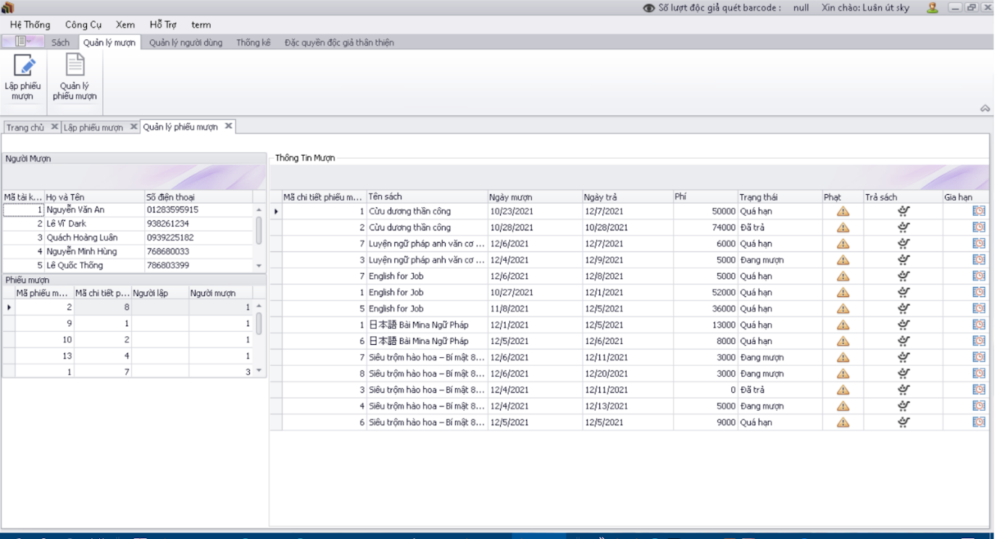 Số lượt độc giả quét barcode : null Xin chào: Luân út sky
Hệ Thống Công Cụ Xem Hỗ Trợ term
Sách Quản lý mượn Quản lý người dùng Thống kê Đặc quyền độc giả thân thiện
Lập phiếu mượn
Quản lý phiếu mượn
Trang chủ Lập phiếu mượn Quản lý phiếu mượn
Người Mượn
Mã tài k... Họ và Tên Số điện thoại
1 Nguyễn Văn An 01283595915
2 Lê Vĩ Dark 938261234
3 Quách Hoàng Luân 0939225182
4 Nguyễn Minh Hùng 768680033
5 Lê Quốc Thống 786803399
Phiếu mượn
Mã phiếu m... Mã chi tiết p... Người lập Người mượn
2 8 1
9 1 1
10 2 1
13 4 1
1 7 3
Thông Tin Mượn
Mã chi tiết phiếu m... Tên sách Ngày mượn Ngày trả Phí Trạng thái Phạt Trả sách Gia hạn
1 Cửu dương thần công 10/23/2021 12/7/2021 50000 Quá hạn
2 Cửu dương thần công 10/28/2021 10/28/2021 74000 Đã trả
7 Luyện ngữ pháp anh văn cơ ... 12/6/2021 12/7/2021 6000 Quá hạn
3 Luyện ngữ pháp anh văn cơ ... 12/4/2021 12/9/2021 5000 Đang mượn
7 English for Job 12/6/2021 12/8/2021 5000 Quá hạn
1 English for Job 10/27/2021 12/1/2021 52000 Quá hạn
5 English for Job 11/8/2021 12/5/2021 36000 Quá hạn
1 日本語 Bài Mina Ngữ Pháp 12/1/2021 12/5/2021 13000 Quá hạn
6 日本語 Bài Mina Ngữ Pháp 12/5/2021 12/6/2021 8000 Quá hạn
7 Siêu trộm hào hoa – Bí mật 8... 12/6/2021 12/11/2021 3000 Đang mượn
8 Siêu trộm hào hoa – Bí mật 8... 12/6/2021 12/20/2021 3000 Đang mượn
3 Siêu trộm hào hoa – Bí mật 8... 12/4/2021 12/11/2021 0 Đã trả
4 Siêu trộm hào hoa – Bí mật 8... 12/4/2021 12/13/2021 5000 Đang mượn
6 Siêu trộm hào hoa – Bí mật 8... 12/5/2021 12/5/2021 9000 Quá hạn